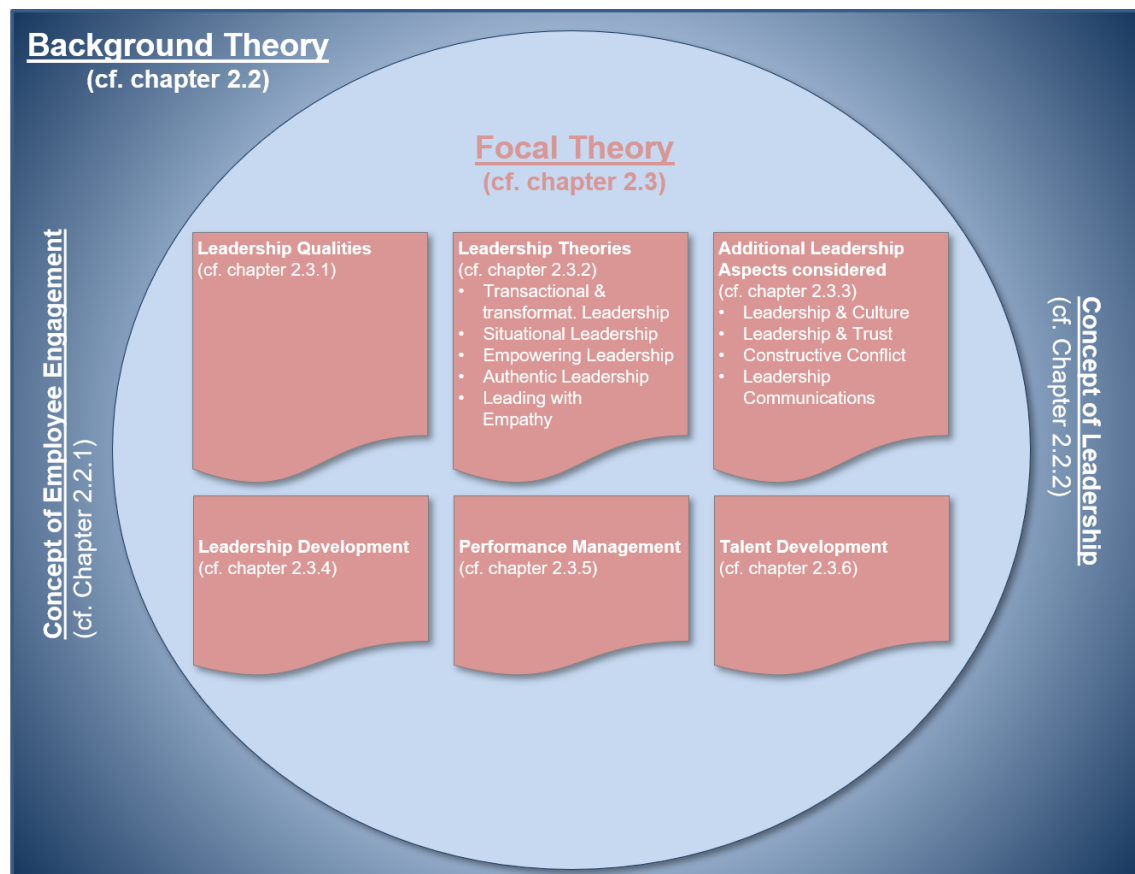 Background Theory
(cf. chapter 2.2)
Focal Theory
(cf. chapter 2.3)
Concept of Employee Engagement
(cf. Chapter 2.2.1)
Leadership Qualities
(cf. chapter 2.3.1)
Leadership Theories
(cf. chapter 2.3.2)
• Transactional &
transformat. Leadership
• Situational Leadership
• Empowering Leadership
• Authentic Leadership
• Leading with
Empathy
Additional Leadership
Aspects considered
(cf. chapter 2.3.3)
• Leadership & Culture
• Leadership & Trust
• Constructive Conflict
• Leadership
Communications
Leadership Development
(cf. chapter 2.3.4)
Performance Management
(cf. chapter 2.3.5)
Talent Development
(cf. chapter 2.3.6)
Concept of Leadership
(cf. Chapter 2.2.2)